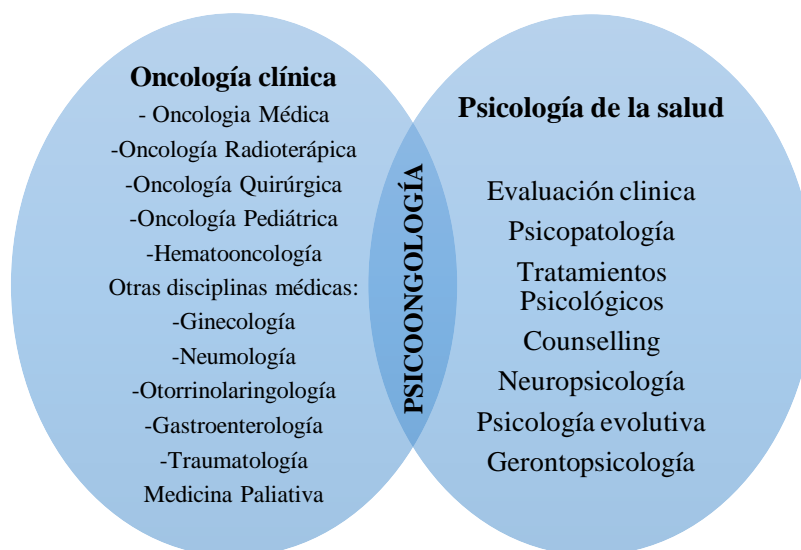 Oncología clínica
- Oncologia Médica
-Oncología Radioterápica
-Oncología Quirúrgica
-Oncología Pediátrica
-Hematooncología
Otras disciplinas médicas:
-Ginecología
-Neumología
-Otorrinolaringología
-Gastroenterología
-Traumatología
Medicina Paliativa
PSICOONGOLOGÍA
Psicología de la salud
Evaluación clinica
Psicopatología
Tratamientos
Psicológicos
Counselling
Neuropsicología
Psicología evolutiva
Gerontopsicología